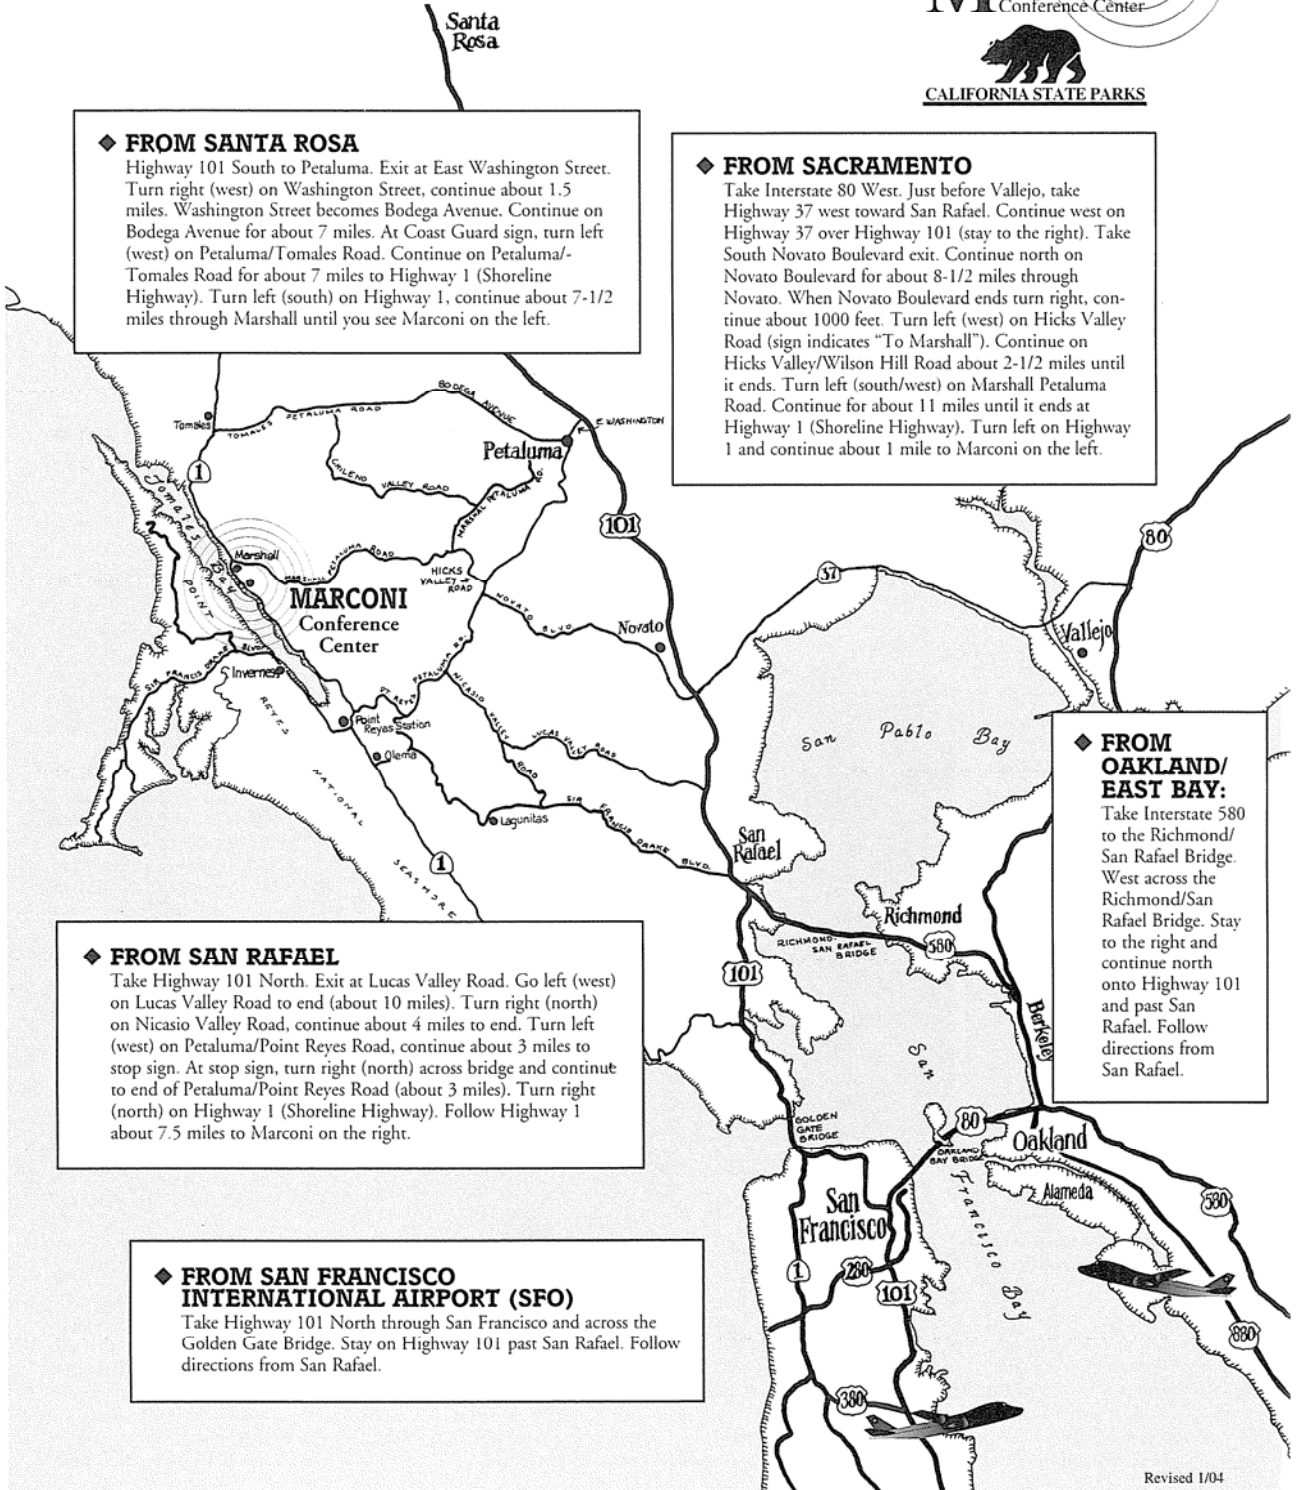 M
Conference Center
CALIFORNIA STATE PARKS
Santa
Rosa
◆ FROM SANTA ROSA
Highway 101 South to Petaluma. Exit at East Washington Street.
Turn right (west) on Washington Street, continue about 1.5
miles. Washington Street becomes Bodega Avenue. Continue on
Bodega Avenue for about 7 miles. At Coast Guard sign, turn left
(west) on Petaluma/Tomales Road. Continue on Petaluma/-
Tomales Road for about 7 miles to Highway 1 (Shoreline
Highway). Turn left (south) on Highway 1, continue about 7-1/2
miles through Marshall until you see Marconi on the left.
◆ FROM SACRAMENTO
Take Interstate 80 West. Just before Vallejo, take
Highway 37 west toward San Rafael. Continue west on
Highway 37 over Highway 101 (stay to the right). Take
South Novato Boulevard exit. Continue north on
Novato Boulevard for about 8-1/2 miles through
Novato. When Novato Boulevard ends turn right, con-
tinue about 1000 feet. Turn left (west) on Hicks Valley
Road (sign indicates “To Marshall”). Continue on
Hicks Valley/Wilson Hill Road about 2-1/2 miles until
it ends. Turn left (south/west) on Marshall Petaluma
Road. Continue for about 11 miles until it ends at
Highway 1 (Shoreline Highway). Turn left on Highway
1 and continue about 1 mile to Marconi on the left.
Tomales
TOMALES PETALUMA ROAD
BODEGA AVENUE
E WASHINGTON
Petaluma
1
CHILENO VALLEY ROAD
MARSHAL PETALUMA RD.
101
80
Tomales Bay
Marshall
MARSHALL PETALUMA ROAD
HICKS
VALLEY
ROAD
MARCONI
Conference
Center
37
NOVATO BLVD
Novato
Vallejo
POINT
REYES
NATIONAL
SEASHORE
SIR FRANCIS DRAKE BLVD.
Inverness
PT REYES PETALUMA RD.
NICASIO VALLEY ROAD
LUCAS VALLEY ROAD
Point
Reyes Station
Olema
San Pablo Bay
Lagunitas
SIR FRANCIS DRAKE BLVD.
1
San
Rafael
◆ FROM
OAKLAND/
EAST BAY:
Take Interstate 580
to the Richmond/
San Rafael Bridge.
West across the
Richmond/San
Rafael Bridge. Stay
to the right and
continue north
onto Highway 101
and past San
Rafael. Follow
directions from
San Rafael.
Richmond
RICHMOND-
SAN RAFAEL
BRIDGE
580
101
Berkeley
◆ FROM SAN RAFAEL
Take Highway 101 North. Exit at Lucas Valley Road. Go left (west)
on Lucas Valley Road to end (about 10 miles). Turn right (north)
on Nicasio Valley Road, continue about 4 miles to end. Turn left
(west) on Petaluma/Point Reyes Road, continue about 3 miles to
stop sign. At stop sign, turn right (north) across bridge and continue
to end of Petaluma/Point Reyes Road (about 3 miles). Turn right
(north) on Highway 1 (Shoreline Highway). Follow Highway 1
about 7.5 miles to Marconi on the right.
San Francisco Bay
GOLDEN
GATE
BRIDGE
80
OAKLAND
BAY BRIDGE
Oakland
Alameda
580
San
Francisco
1
280
101
880
380
◆ FROM SAN FRANCISCO
INTERNATIONAL AIRPORT (SFO)
Take Highway 101 North through San Francisco and across the
Golden Gate Bridge. Stay on Highway 101 past San Rafael. Follow
directions from San Rafael.
Revised 1/04